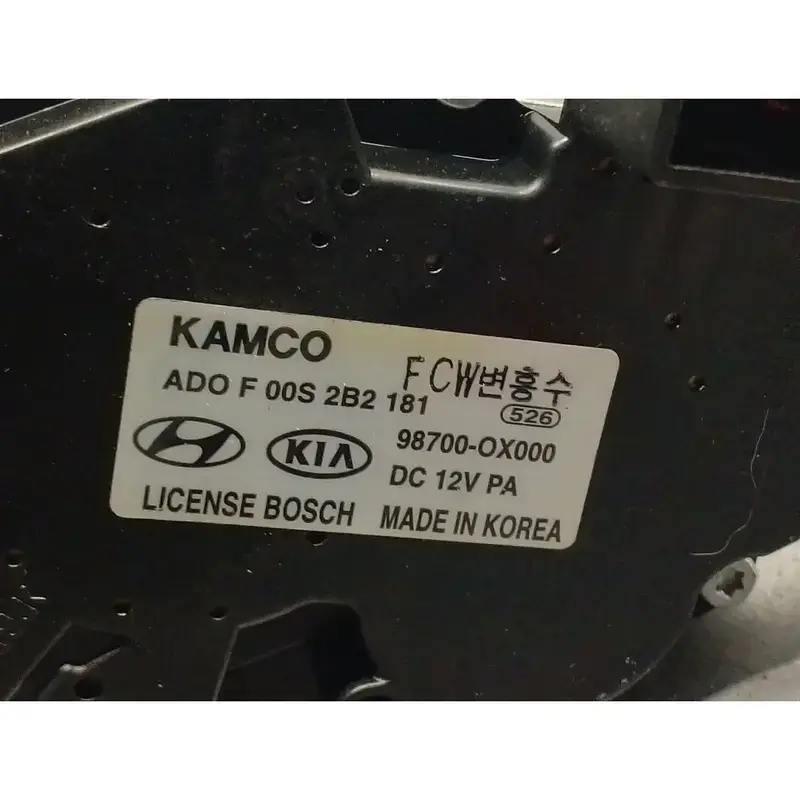 KAMCO
FCW변홍수
ADO F 00S 2B2 181
526
98700-OX000
KIA
DC 12V PA
LICENSE BOSCH MADE IN KOREA